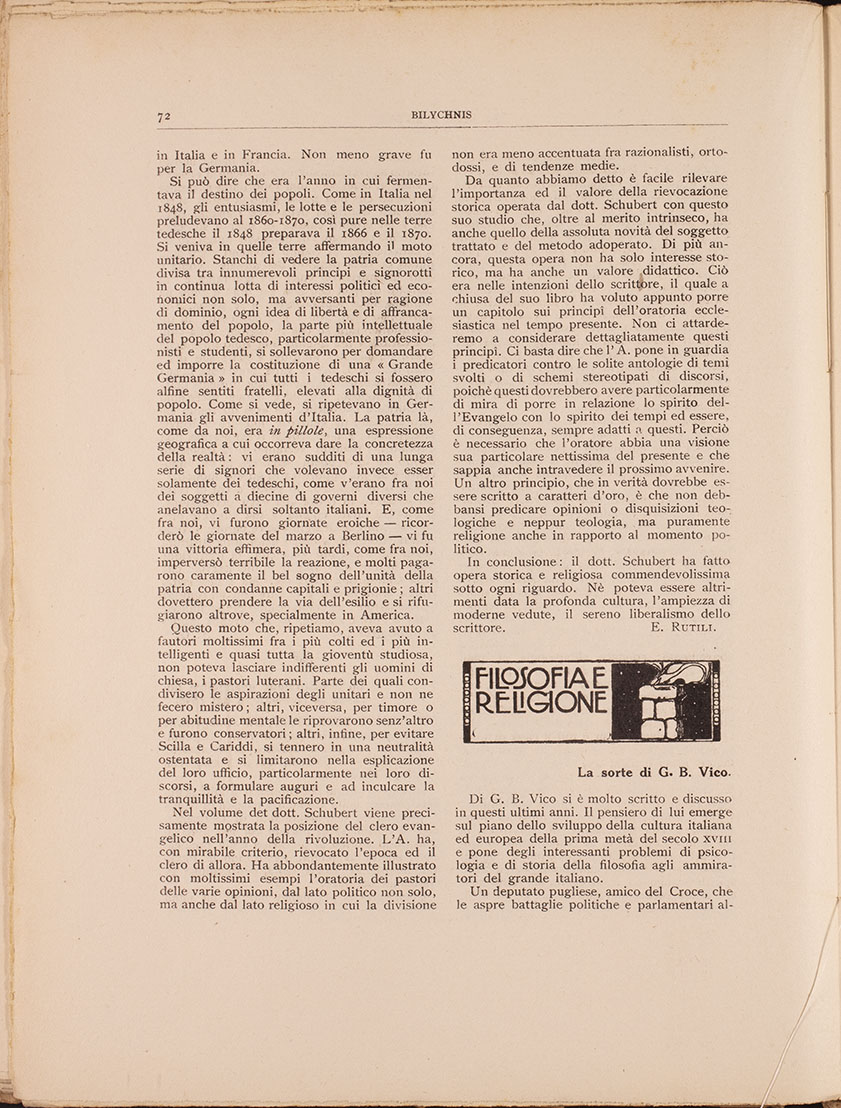 72
BILYCHNIS
in Italia e in Francia. Non meno grave fu
per la Germania.
Si può dire che era l'anno in cui fermen-
tava il destino dei popoli. Come in Italia nel
1848, gli entusiasmi, le lotte e le persecuzioni
preludevano al 1860-1870, così pure nelle terre
tedesche il 1848 preparava il 1866 e il 1870.
Si veniva in quelle terre affermando il moto
unitario. Stanchi di vedere la patria comune
divisa tra innumerevoli principi e signorotti
in continua lotta di interessi politici ed eco-
nomici non solo, ma avversanti per ragione
di dominio, ogni idea di libertà e di affranca-
mento del popolo, la parte più intellettuale
del popolo tedesco, particolarmente professio-
nisti e studenti, si sollevarono per domandare
ed imporre la costituzione di una « Grande
Germania » in cui tutti i tedeschi si fossero
alfine sentiti fratelli, elevati alla dignità di
popolo. Come si vede, si ripetevano in Ger-
mania gli avvenimenti d'Italia. La patria là,
come da noi, era in pillole, una espressione
geografica a cui occorreva dare la concretezza
della realtà: vi erano sudditi di una lunga
serie di signori che volevano invece esser
solamente dei tedeschi, come v'erano fra noi
dei soggetti a diecine di governi diversi che
anelavano a dirsi soltanto italiani. E, come
fra noi, vi furono giornate eroiche — ricor-
derò le giornate del marzo a Berlino — vi fu
una vittoria effimera, più tardi, come fra noi,
imperversò terribile la reazione, e molti paga-
rono caramente il bel sogno dell'unità della
patria con condanne capitali e prigionie; altri
dovettero prendere la via dell'esilio e si rifu-
giarono altrove, specialmente in America.
Questo moto che, ripetiamo, aveva avuto a
fautori moltissimi fra i più colti ed i più in-
telligenti e quasi tutta la gioventù studiosa,
non poteva lasciare indifferenti gli uomini di
chiesa, i pastori luterani. Parte dei quali con-
divisero le aspirazioni degli unitari e non ne
fecero mistero; altri, viceversa, per timore o
per abitudine mentale le riprovarono senz'altro
e furono conservatori; altri, infine, per evitare
Scilla e Cariddi, si tennero in una neutralità
ostentata e si limitarono nella esplicazione
del loro ufficio, particolarmente nei loro di-
scorsi, a formulare auguri e ad inculcare la
tranquillità e la pacificazione.
Nel volume det dott. Schubert viene preci-
samente mostrata la posizione del clero evan-
gelico nell'anno della rivoluzione. L'A. ha,
con mirabile criterio, rievocato l'epoca ed il
clero di allora. Ha abbondantemente illustrato
con moltissimi esempi l'oratoria dei pastori
delle varie opinioni, dal lato politico non solo,
ma anche dal lato religioso in cui la divisione
non era meno accentuata fra razionalisti, orto-
dossi, e di tendenze medie.
Da quanto abbiamo detto è facile rilevare
l'importanza ed il valore della rievocazione
storica operata dal dott. Schubert con questo
suo studio che, oltre al merito intrinseco, ha
anche quello della assoluta novità del soggetto
trattato e del metodo adoperato. Di più an-
cora, questa opera non ha solo interesse sto-
rico, ma ha anche un valore didattico. Ciò
era nelle intenzioni dello scrittore, il quale a
chiusa del suo libro ha voluto appunto porre
un capitolo sui principî dell'oratoria eccle-
siastica nel tempo presente. Non ci attarde-
remo a considerare dettagliatamente questi
principî. Ci basta dire che l'A. pone in guardia
i predicatori contro le solite antologie di temi
svolti o di schemi stereotipati di discorsi,
poichè questi dovrebbero avere particolarmente
di mira di porre in relazione lo spirito del-
l'Evangelo con lo spirito dei tempi ed essere,
di conseguenza, sempre adatti a questi. Perciò
è necessario che l'oratore abbia una visione
sua particolare nettissima del presente e che
sappia anche intravedere il prossimo avvenire.
Un altro principio, che in verità dovrebbe es-
sere scritto a caratteri d'oro, è che non deb-
bansi predicare opinioni o disquisizioni teo-
logiche e neppur teologia, ma puramente
religione anche in rapporto al momento po-
litico.
In conclusione: il dott. Schubert ha fatto
opera storica e religiosa commendevolissima
sotto ogni riguardo. Nè poteva essere altri-
menti data la profonda cultura, l'ampiezza di
moderne vedute, il sereno liberalismo dello
scrittore. E. RUTILI.
FILOSOFIA E
RELIGIONE
La sorte di G. B. Vico.
Di G. B. Vico si è molto scritto e discusso
in questi ultimi anni. Il pensiero di lui emerge
sul piano dello sviluppo della cultura italiana
ed europea della prima metà del secolo XVIII
e pone degli interessanti problemi di psico-
logia e di storia della filosofia agli ammira-
tori del grande italiano.
Un deputato pugliese, amico del Croce, che
le aspre battaglie politiche e parlamentari al-